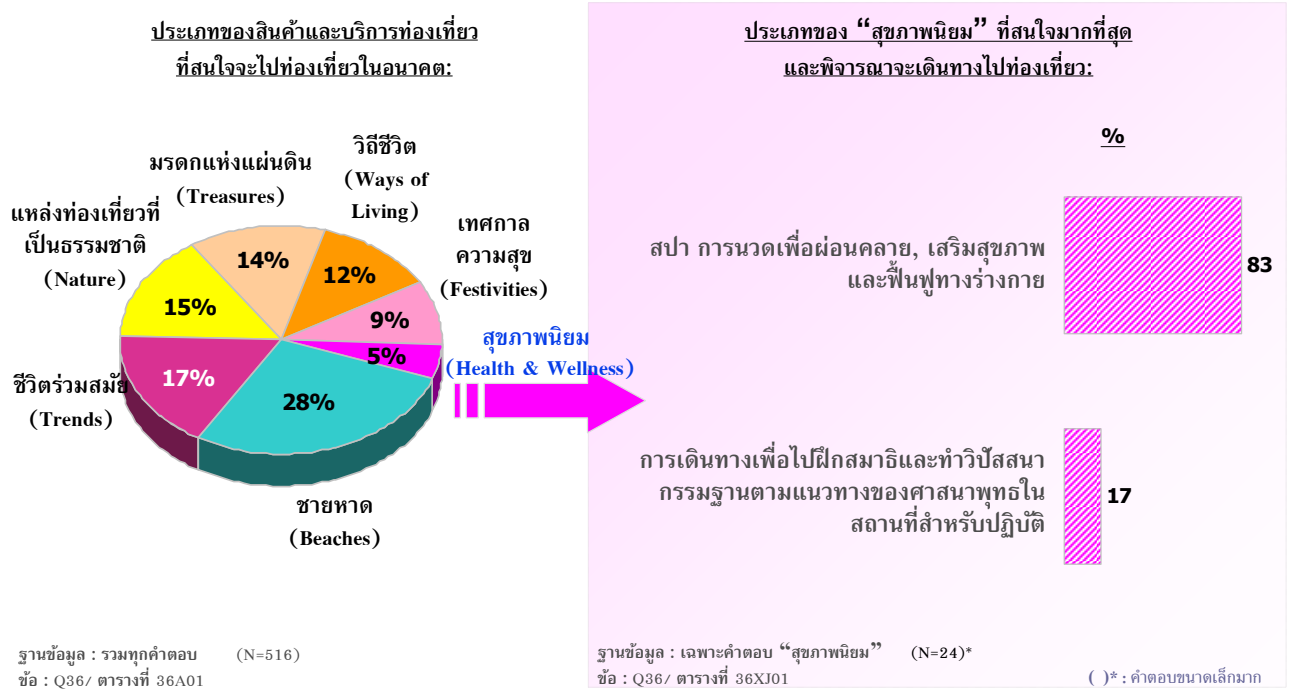 ประเภทของสินค้าและบริการท่องเที่ยว
ที่สนใจจะไปท่องเที่ยวในอนาคต:
วิถีชีวิต
(Ways of
Living)
มรดกแห่งแผ่นดิน
(Treasures)
แหล่งท่องเที่ยวที่
เป็นธรรมชาติ
(Nature)
เทศกาล
ความสุข
(Festivities)
14%
12%
15%
9%
สุขภาพนิยม
(Health & Wellness)
5%
17%
ชีวิตร่วมสมัย
(Trends)
28%
ชายหาด
(Beaches)
ฐานข้อมูล : รวมทุกคำตอบ (N=516)
ข้อ : Q36/ ตารางที่ 36A01
ประเภทของ “สุขภาพนิยม” ที่สนใจมากที่สุด
และพิจารณาจะเดินทางไปท่องเที่ยว:
%
สปา การนวดเพื่อผ่อนคลาย, เสริมสุขภาพ
และฟื้นฟูทางร่างกาย
83
การเดินทางเพื่อไปฝึกสมาธิและทำวิปัสสนา
กรรมฐานตามแนวทางของศาสนาพุทธใน
สถานที่สำหรับปฏิบัติ
17
ฐานข้อมูล : เฉพาะคำตอบ “สุขภาพนิยม” (N=24)*
ข้อ : Q36/ ตารางที่ 36XJ01
( )* : คำตอบขนาดเล็กมาก